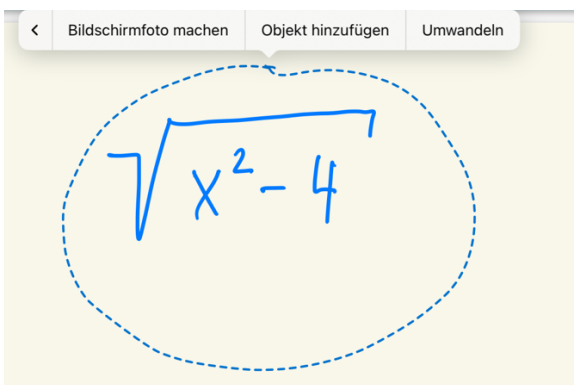 < Bildschirmfoto machen Objekt hinzufügen Umwandeln
√(x² - 4)